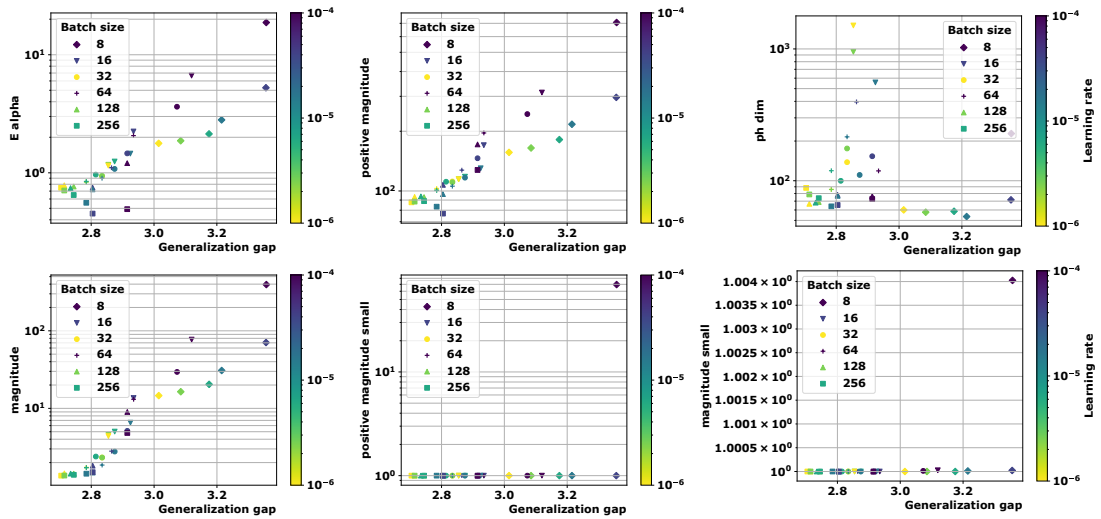 10¹
10⁰
E alpha
2.8
3.0
3.2
Generalization gap
Batch size
8
16
32
64
128
256
10⁻⁴
10⁻⁵
10⁻⁶
10²
positive magnitude
2.8
3.0
3.2
Generalization gap
Batch size
8
16
32
64
128
256
10⁻⁴
10⁻⁵
10⁻⁶
10³
10²
ph dim
2.8
3.0
3.2
Generalization gap
Batch size
8
16
32
64
128
256
10⁻⁴
10⁻⁵
10⁻⁶
Learning rate
10²
10¹
magnitude
2.8
3.0
3.2
Generalization gap
Batch size
8
16
32
64
128
256
10⁻⁴
10⁻⁵
10⁻⁶
10⁰
positive magnitude small
2.8
3.0
3.2
Generalization gap
Batch size
8
16
32
64
128
256
10⁻⁴
10⁻⁵
10⁻⁶
1.004 × 10⁰
1.0035 × 10⁰
1.003 × 10⁰
1.0025 × 10⁰
1.002 × 10⁰
1.0015 × 10⁰
1.001 × 10⁰
1.0005 × 10⁰
10⁰
magnitude small
2.8
3.0
3.2
Generalization gap
Batch size
8
16
32
64
128
256
10⁻⁴
10⁻⁵
10⁻⁶
Learning rate